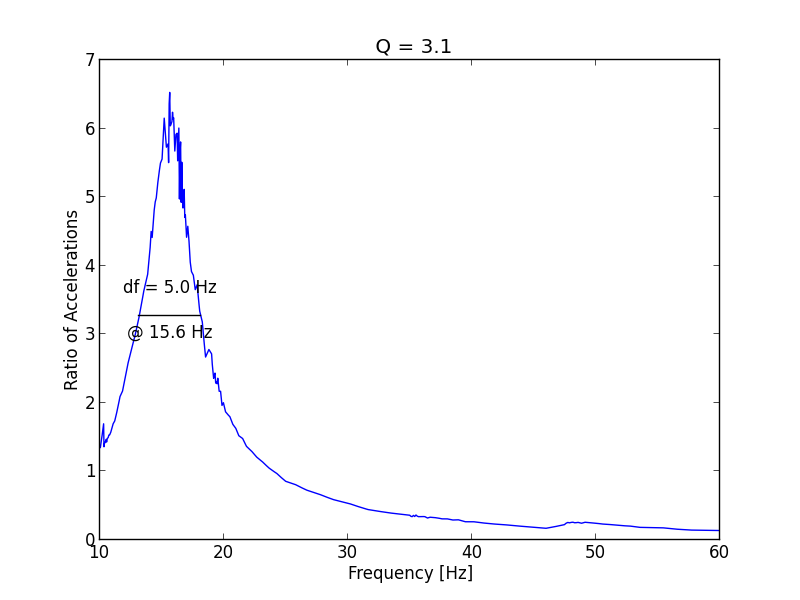 Q = 3.1
7
6
5
4
3
2
1
0
Ratio of Accelerations
df = 5.0 Hz
@ 15.6 Hz
10 20 30 40 50 60
Frequency [Hz]